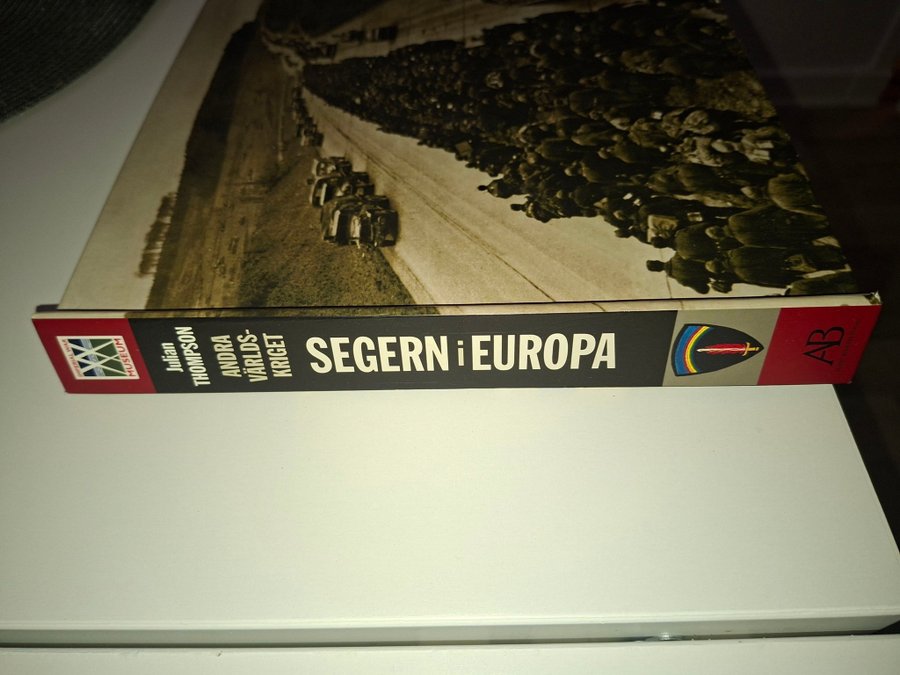 MUSEUM
Julian
THOMPSON
ANDRA
VÄRLDS-
KRIGET
SEGERN i EUROPA
AB